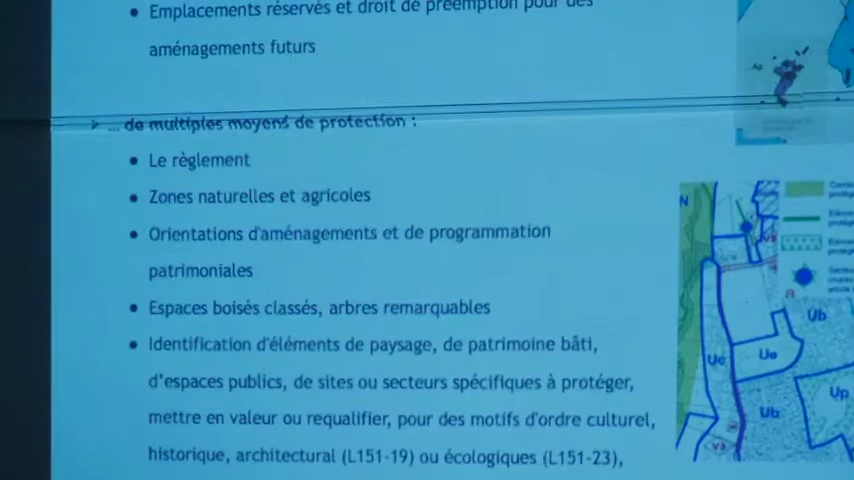 • Emplacements réservés et droit de préemption pour des
aménagements futurs
➢ ... de multiples moyens de protection :
• Le règlement
• Zones naturelles et agricoles
• Orientations d'aménagements et de programmation
patrimoniales
• Espaces boisés classés, arbres remarquables
• Identification d'éléments de paysage, de patrimoine bâti,
d'espaces publics, de sites ou secteurs spécifiques à protéger,
mettre en valeur ou requalifier, pour des motifs d'ordre culturel,
historique, architectural (L151-19) ou écologiques (L151-23),
N
Ub
Ue
Ue
Up
Ub